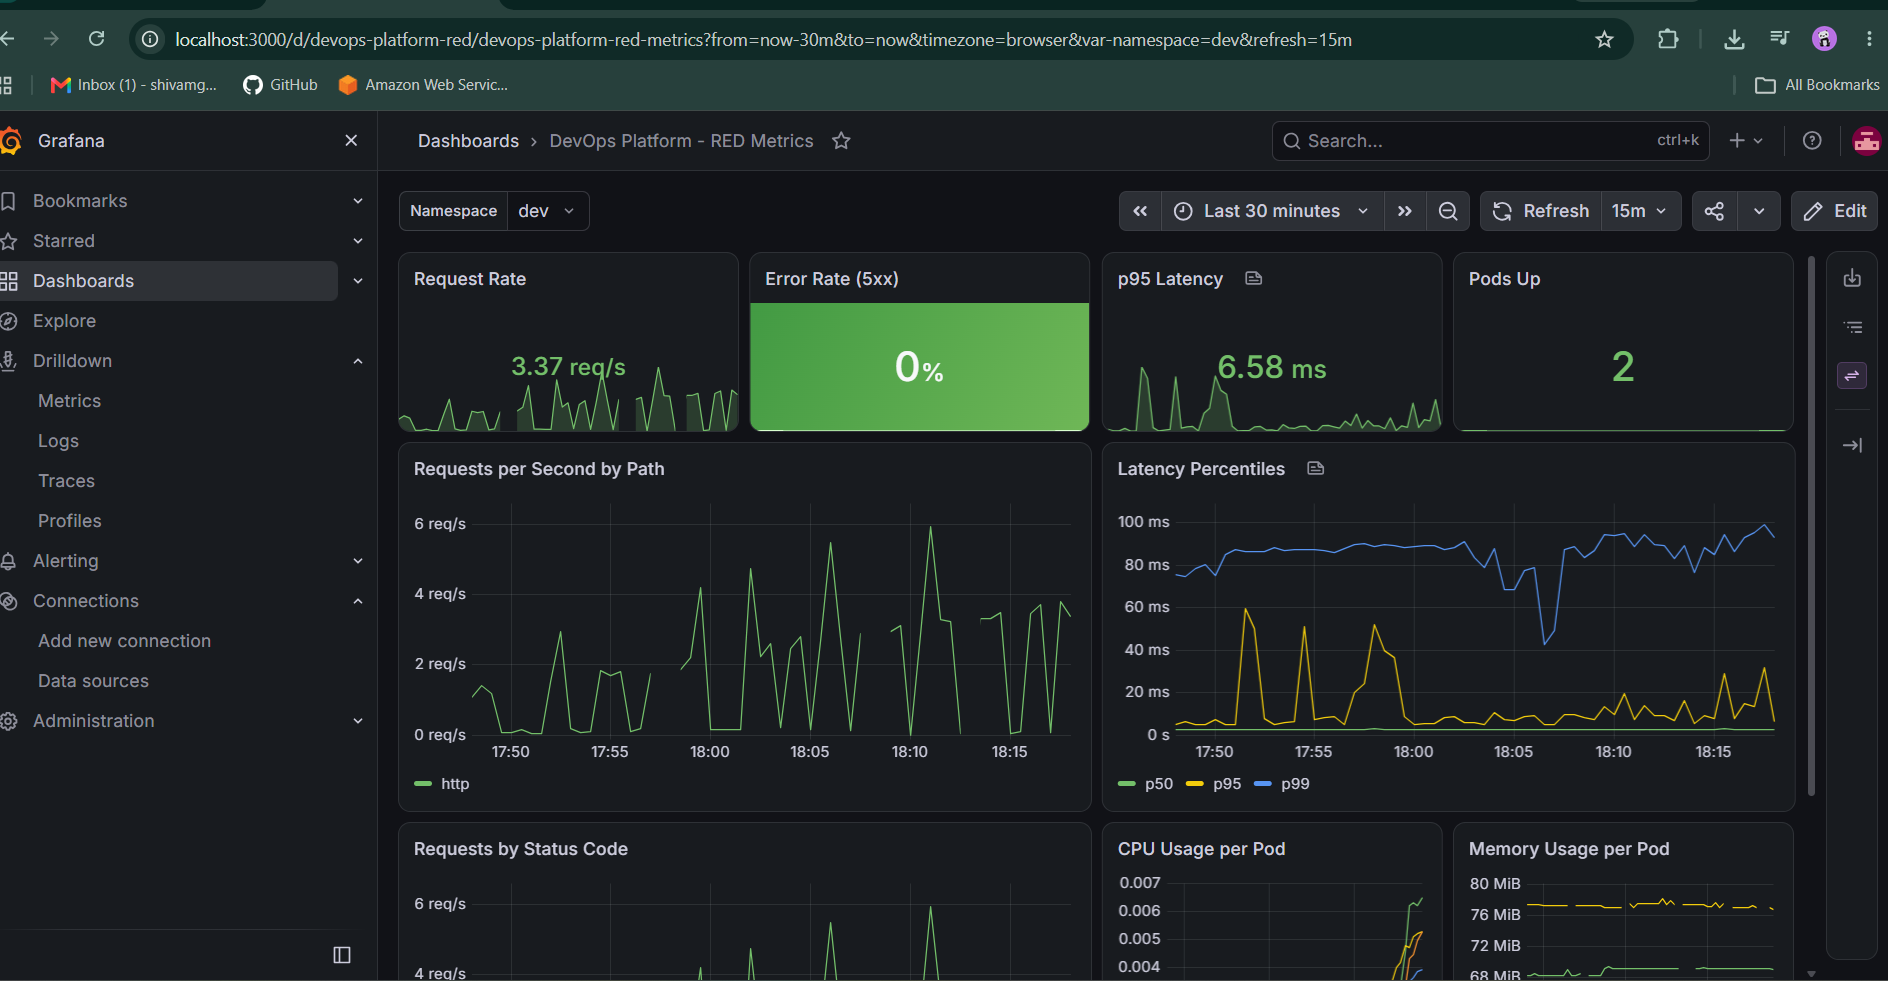 localhost:3000/d/devops-platform-red/devops-platform-red-metrics?from=now-30m&to=now&timezone=browser&var-namespace=dev&refresh=15m
Inbox (1) - shivamg...
GitHub
Amazon Web Servic...
All Bookmarks
Grafana
Dashboards › DevOps Platform - RED Metrics
Search...
ctrl+k
Bookmarks
Starred
Dashboards
Explore
Drilldown
Metrics
Logs
Traces
Profiles
Alerting
Connections
Add new connection
Data sources
Administration
Namespace
dev
Last 30 minutes
Refresh
15m
Edit
Request Rate
3.37 req/s
Error Rate (5xx)
0%
p95 Latency
6.58 ms
Pods Up
2
Requests per Second by Path
6 req/s
4 req/s
2 req/s
0 req/s
17:50
17:55
18:00
18:05
18:10
18:15
http
Latency Percentiles
100 ms
80 ms
60 ms
40 ms
20 ms
0 s
17:50
17:55
18:00
18:05
18:10
18:15
p50
p95
p99
Requests by Status Code
6 req/s
4 req/s
CPU Usage per Pod
0.007
0.006
0.005
0.004
Memory Usage per Pod
80 MiB
76 MiB
72 MiB
68 MiB